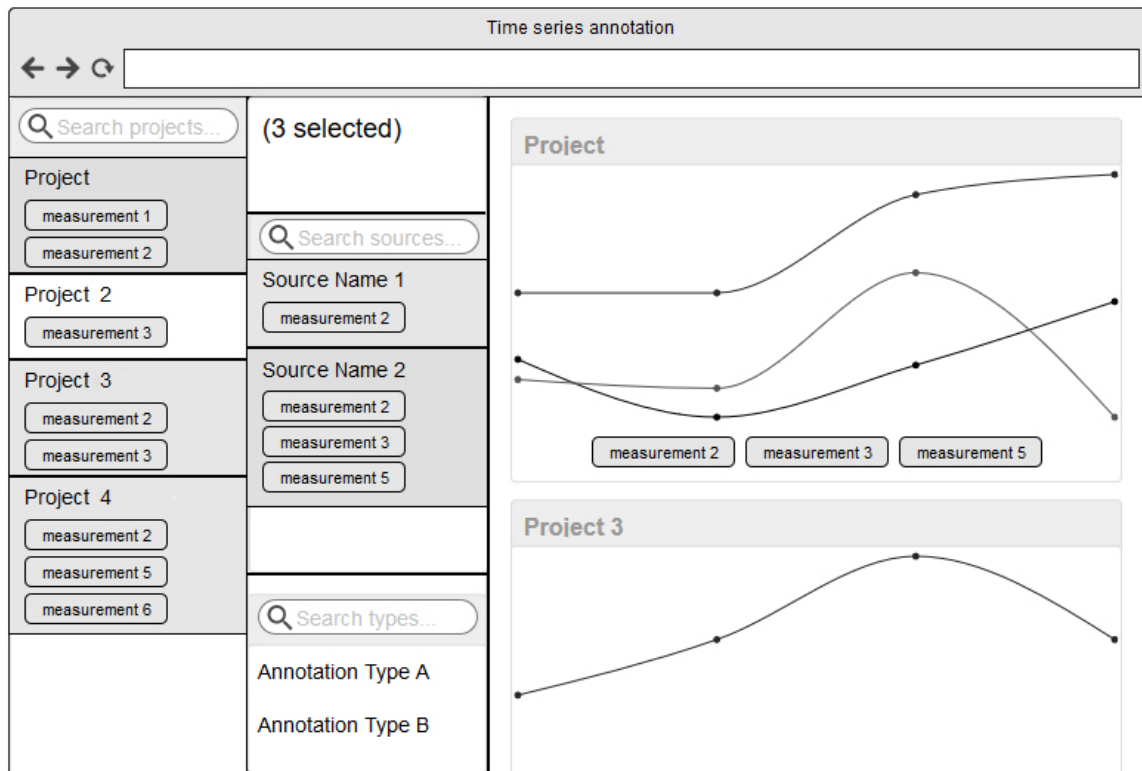 Time series annotation
Search projects...
Project
measurement 1
measurement 2
Project 2
measurement 3
Project 3
measurement 2
measurement 3
Project 4
measurement 2
measurement 5
measurement 6
(3 selected)
Search sources...
Source Name 1
measurement 2
Source Name 2
measurement 2
measurement 3
measurement 5
Search types...
Annotation Type A
Annotation Type B
Project
measurement 2 measurement 3 measurement 5
Project 3